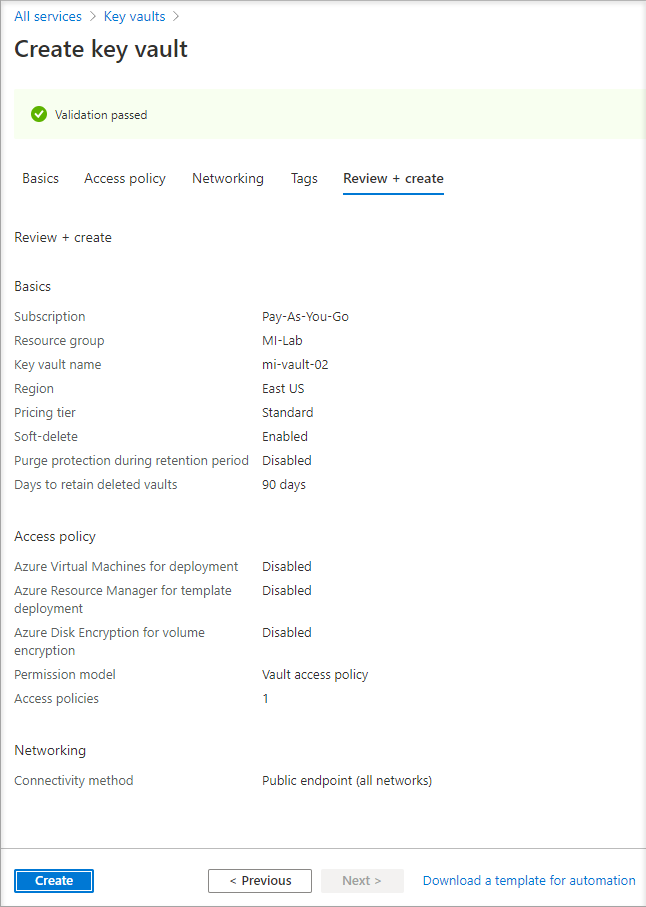 All services > Key vaults >
Create key vault
Validation passed
Basics Access policy Networking Tags Review + create
Review + create
Basics
Subscription Pay-As-You-Go
Resource group MI-Lab
Key vault name mi-vault-02
Region East US
Pricing tier Standard
Soft-delete Enabled
Purge protection during retention period Disabled
Days to retain deleted vaults 90 days
Access policy
Azure Virtual Machines for deployment Disabled
Azure Resource Manager for template Disabled
deployment
Azure Disk Encryption for volume Disabled
encryption
Permission model Vault access policy
Access policies 1
Networking
Connectivity method Public endpoint (all networks)
Create < Previous Next > Download a template for automation